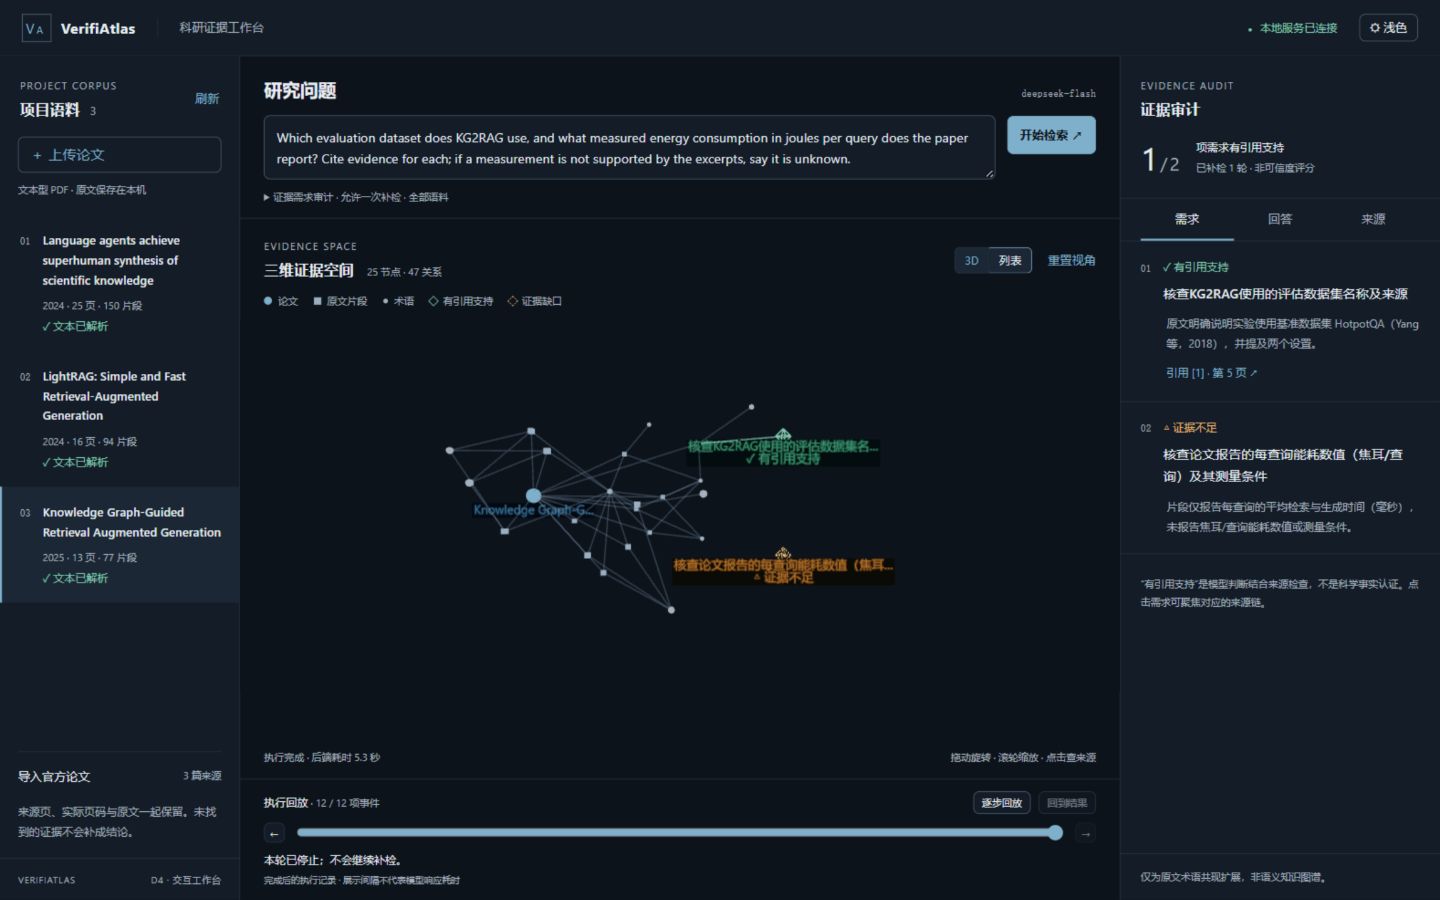 VA VerifiAtlas 科研证据工作台
• 本地服务已连接
浅色
PROJECT CORPUS
项目语料 3
刷新
+ 上传论文
文本型 PDF · 原文保存在本机
01 Language agents achieve
superhuman synthesis of
scientific knowledge
2024 · 25 页 · 150 片段
✓ 文本已解析
02 LightRAG: Simple and Fast
Retrieval-Augmented
Generation
2024 · 16 页 · 94 片段
✓ 文本已解析
03 Knowledge Graph-Guided
Retrieval Augmented Generation
2025 · 13 页 · 77 片段
✓ 文本已解析
导入官方论文 3 篇来源
来源页、实际页码与原文一起保留。未找
到的证据不会补成结论。
VERIFIATLAS D4 · 交互工作台
研究问题
deepseek-flash
Which evaluation dataset does KG2RAG use, and what measured energy consumption in joules per query does the paper
report? Cite evidence for each; if a measurement is not supported by the excerpts, say it is unknown.
开始检索 ↗
▶ 证据需求审计 · 允许一次补检 · 全部语料
EVIDENCE SPACE
三维证据空间 25 节点 · 47 关系
3D 列表 重置视角
论文 原文片段 术语 有引用支持 证据缺口
核查KG2RAG使用的评估数据集名...
✓ 有引用支持
Knowledge Graph-G...
核查论文报告的每查询能耗数值（焦耳...
▵ 证据不足
执行完成 · 后端耗时 5.3 秒
拖动旋转 · 滚轮缩放 · 点击查来源
执行回放 · 12 / 12 项事件
逐步回放 回到结果
← →
本轮已停止；不会继续补检。
完成后的执行记录 · 展示间隔不代表模型响应耗时
EVIDENCE AUDIT
证据审计
1 / 2
项需求有引用支持
已补检 1 轮 · 非可信度评分
需求 回答 来源
01 ✓ 有引用支持
核查KG2RAG使用的评估数据集名称及来源
原文明确说明实验使用基准数据集 HotpotQA（Yang
等，2018），并提及两个设置。
引用 [1] · 第 5 页 ↗
02 ▵ 证据不足
核查论文报告的每查询能耗数值（焦耳/查
询）及其测量条件
片段仅报告每查询的平均检索与生成时间（毫秒），
未报告焦耳/查询能耗数值或测量条件。
“有引用支持”是模型判断结合来源检查，不是科学事实认证。点
击需求可聚焦对应的来源链。
仅为原文术语共现扩展，非语义知识图谱。